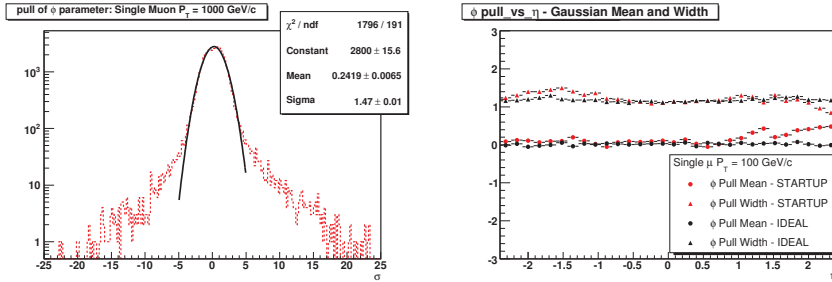 pull of ϕ parameter: Single Muon P_T = 1000 GeV/c
χ² / ndf 1796 / 191
Constant 2800 ± 15.6
Mean 0.2419 ± 0.0065
Sigma 1.47 ± 0.01
10³
10²
10
1
-25 -20 -15 -10 -5 0 5 10 15 20 25
σ
ϕ pull_vs_η - Gaussian Mean and Width
3
2
1
0
-1
-2
-3
Single μ P_T = 100 GeV/c
ϕ Pull Mean - STARTUP
ϕ Pull Width - STARTUP
ϕ Pull Mean - IDEAL
ϕ Pull Width - IDEAL
-2 -1.5 -1 -0.5 0 0.5 1 1.5 2